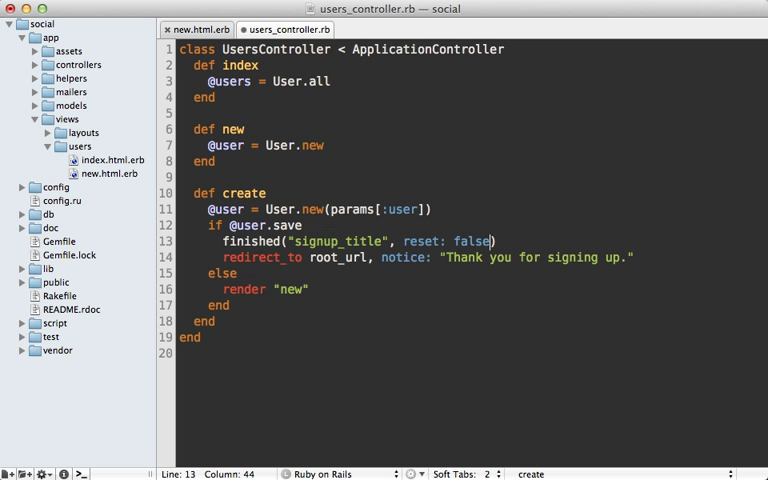 users_controller.rb — social
social
app
assets
controllers
helpers
mailers
models
views
layouts
users
index.html.erb
new.html.erb
config
config.ru
db
doc
Gemfile
Gemfile.lock
lib
public
Rakefile
README.rdoc
script
test
vendor
new.html.erb
users_controller.rb
1 class UsersController < ApplicationController
2 def index
3 @users = User.all
4 end
5
6 def new
7 @user = User.new
8 end
9
10 def create
11 @user = User.new(params[:user])
12 if @user.save
13 finished("signup_title", reset: false)
14 redirect_to root_url, notice: "Thank you for signing up."
15 else
16 render "new"
17 end
18 end
19 end
20
Line: 13 Column: 44 Ruby on Rails Soft Tabs: 2 create